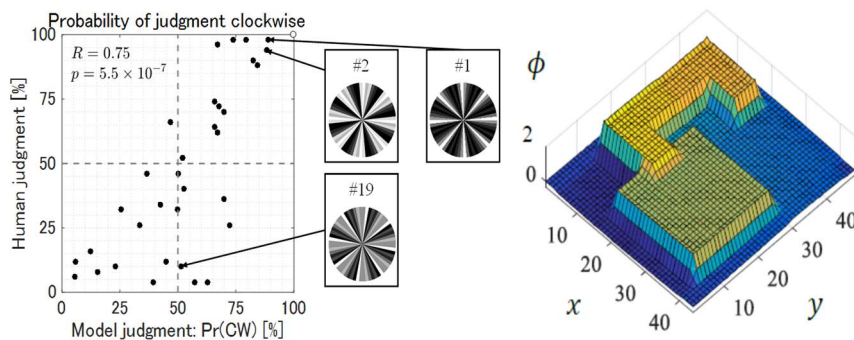 Probability of judgment clockwise
R = 0.75
p = 5.5 × 10⁻⁷
100
75
50
25
0
Human judgment [%]
0 25 50 75 100
Model judgment: Pr(CW) [%]
#2
#1
#19
ϕ
2
0
10
20
30
40
x
10
20
30
40
y